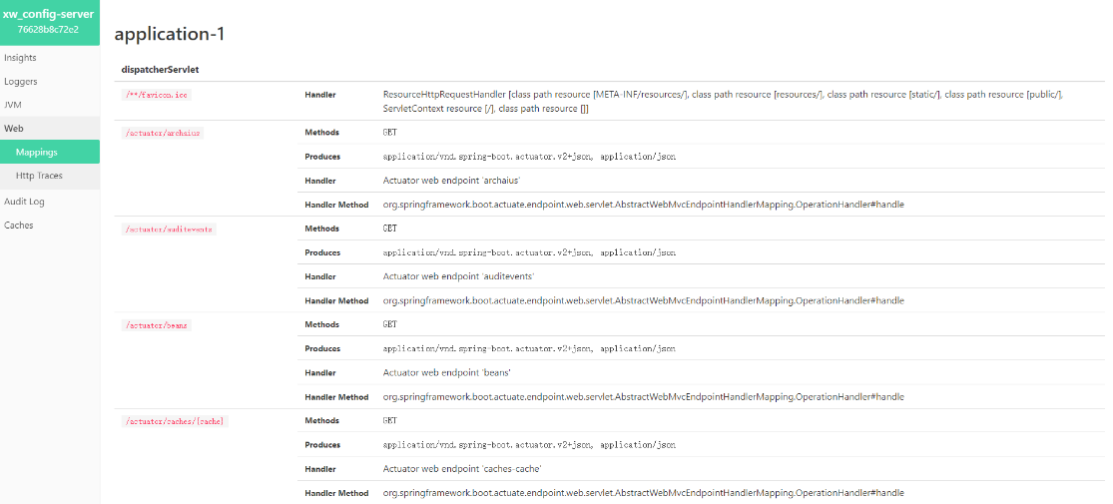 xw_config-server
76628b8c72e2
Insights
Loggers
JVM
Web
Mappings
Http Traces
Audit Log
Caches
application-1
dispatcherServlet
/**/favicon.ico
Handler ResourceHttpRequestHandler [class path resource [META-INF/resources/], class path resource [resources/], class path resource [static/], class path resource [public/],
ServletContext resource [/], class path resource []]
/actuator/archaius Methods GET
Produces application/vnd.spring-boot.actuator.v2+json, application/json
Handler Actuator web endpoint 'archaius'
Handler Method org.springframework.boot.actuate.endpoint.web.servlet.AbstractWebMvcEndpointHandlerMapping.OperationHandler#handle
/actuator/auditevents Methods GET
Produces application/vnd.spring-boot.actuator.v2+json, application/json
Handler Actuator web endpoint 'auditevents'
Handler Method org.springframework.boot.actuate.endpoint.web.servlet.AbstractWebMvcEndpointHandlerMapping.OperationHandler#handle
/actuator/beans Methods GET
Produces application/vnd.spring-boot.actuator.v2+json, application/json
Handler Actuator web endpoint 'beans'
Handler Method org.springframework.boot.actuate.endpoint.web.servlet.AbstractWebMvcEndpointHandlerMapping.OperationHandler#handle
/actuator/caches/{cache} Methods GET
Produces application/vnd.spring-boot.actuator.v2+json, application/json
Handler Actuator web endpoint 'caches-cache'
Handler Method org.springframework.boot.actuate.endpoint.web.servlet.AbstractWebMvcEndpointHandlerMapping.OperationHandler#handle